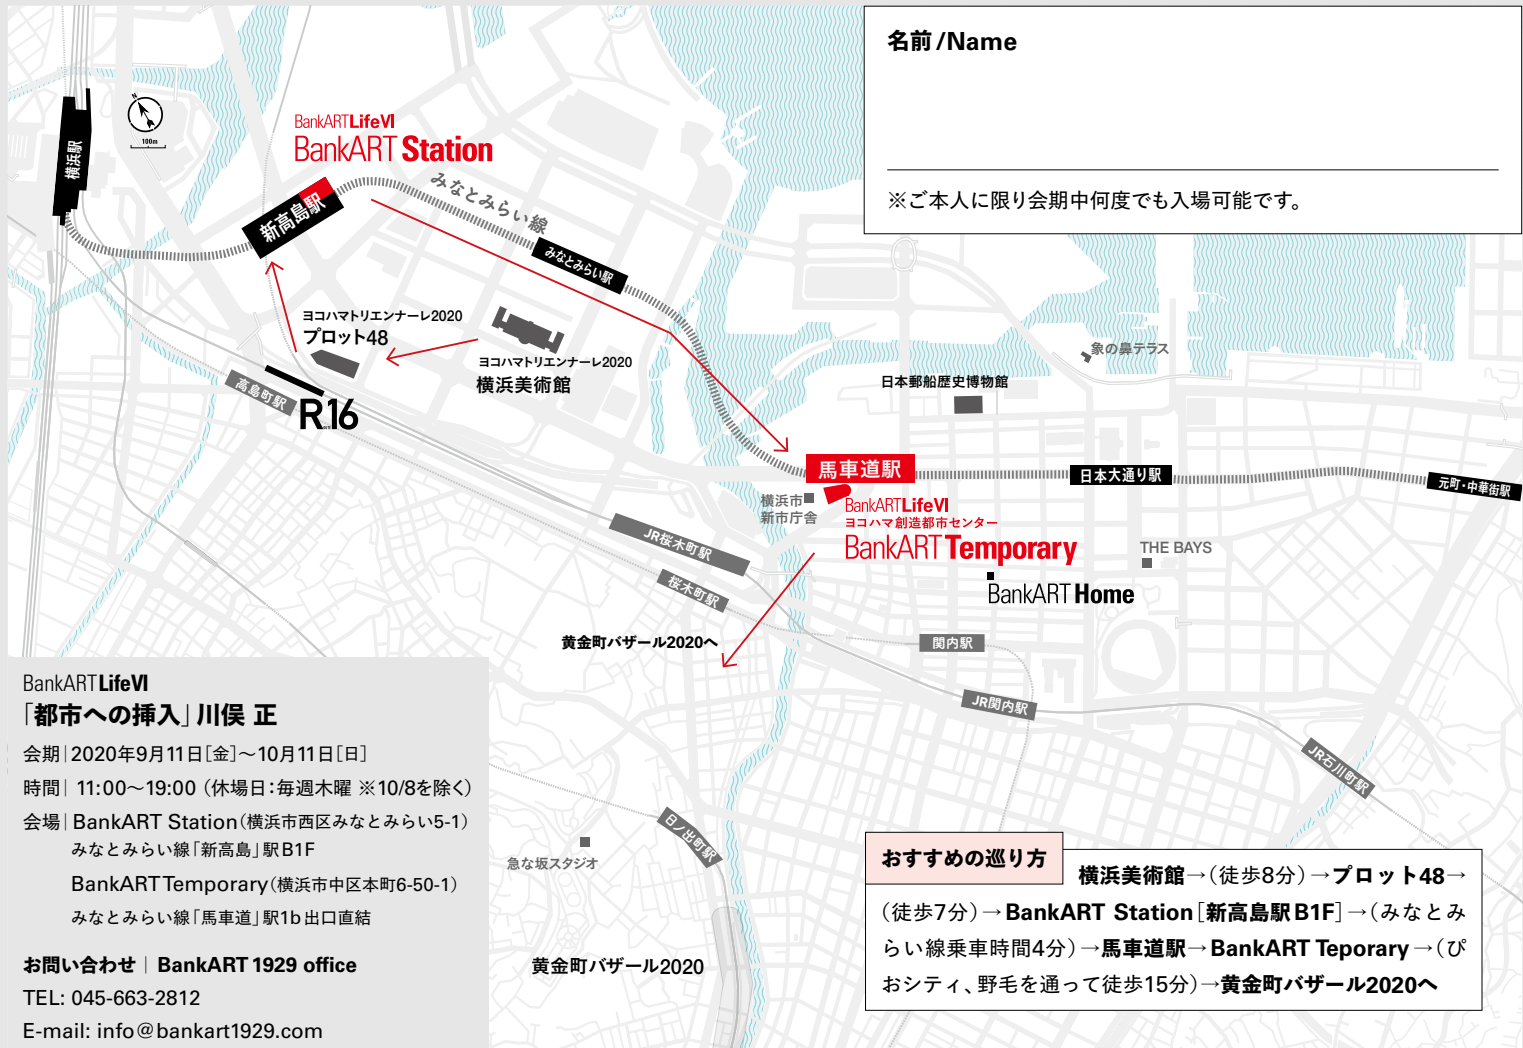 名前/Name
※ご本人に限り会期中何度でも入場可能です。
N
100m
横浜駅
BankART LifeVI
BankART Station
新高島駅
みなとみらい線
みなとみらい駅
ヨコハマトリエンナーレ2020
プロット48
ヨコハマトリエンナーレ2020
横浜美術館
高島町駅
R16
象の鼻テラス
日本郵船歴史博物館
馬車道駅
日本大通り駅
元町・中華街駅
横浜市
新市庁舎
BankART LifeVI
ヨコハマ創造都市センター
BankART Temporary
THE BAYS
BankART Home
JR桜木町駅
桜木町駅
黄金町バザール2020へ
関内駅
JR関内駅
JR石川町駅
日ノ出町駅
急な坂スタジオ
黄金町バザール2020
BankART LifeVI
「都市への挿入」川俣 正
会期|2020年9月11日[金]〜10月11日[日]
時間| 11:00〜19:00 (休場日:毎週木曜 ※10/8を除く)
会場|BankART Station(横浜市西区みなとみらい5-1)
みなとみらい線「新高島」駅B1F
BankART Temporary(横浜市中区本町6-50-1)
みなとみらい線「馬車道」駅1b出口直結
お問い合わせ|BankART 1929 office
TEL: 045-663-2812
E-mail: info@bankart1929.com
おすすめの巡り方
横浜美術館→(徒歩8分)→プロット48→
(徒歩7分)→BankART Station[新高島駅B1F]→(みなとみ
らい線乗車時間4分)→馬車道駅→BankART Teporary→(ぴ
おシティ、野毛を通って徒歩15分)→黄金町バザール2020へ